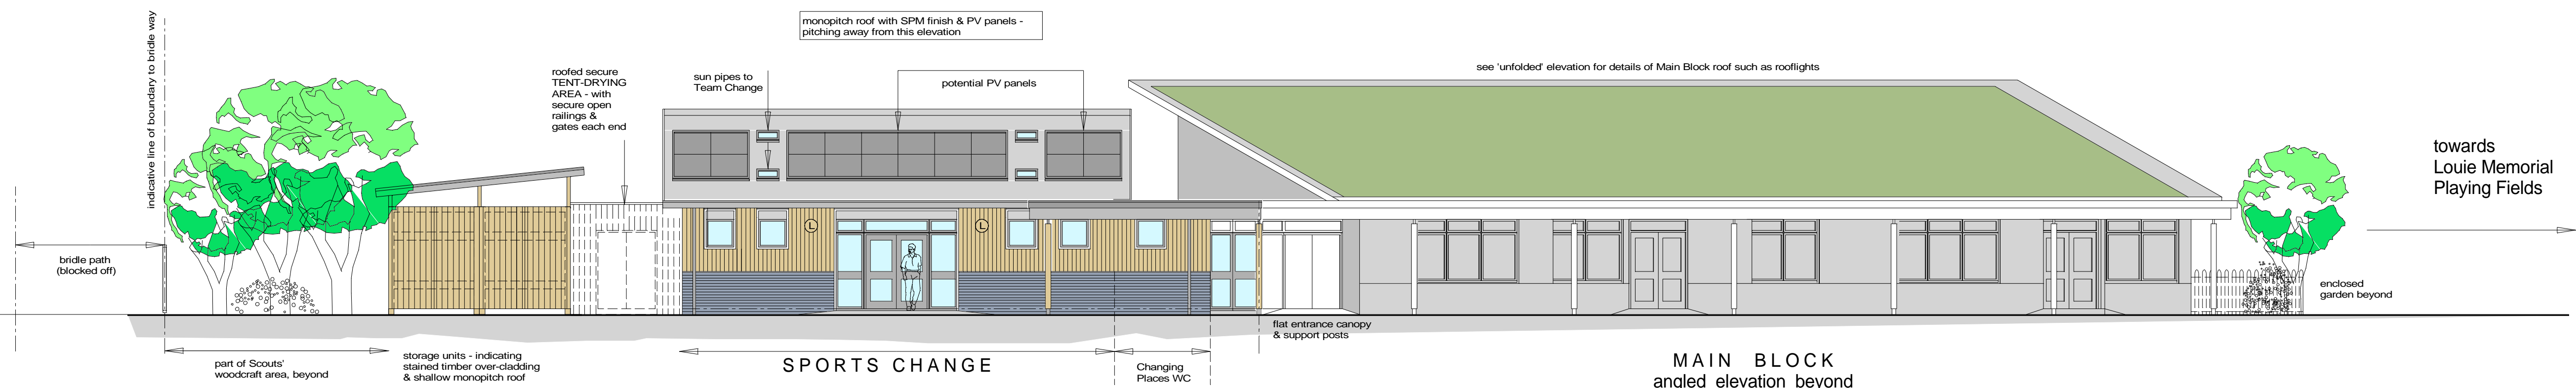 indicative line of boundary to bridle way
monopitch roof with SPM finish & PV panels -
pitching away from this elevation
roofed secure
TENT-DRYING
AREA - with
secure open
railings &
gates each end
sun pipes to
Team Change
potential PV panels
see 'unfolded' elevation for details of Main Block roof such as rooflights
towards
Louie Memorial
Playing Fields
bridle path
(blocked off)
L
L
enclosed
garden beyond
flat entrance canopy
& support posts
part of Scouts'
woodcraft area, beyond
storage units - indicating
stained timber over-cladding
& shallow monopitch roof
SPORTS CHANGE
Changing
Places WC
MAIN BLOCK
angled elevation beyond